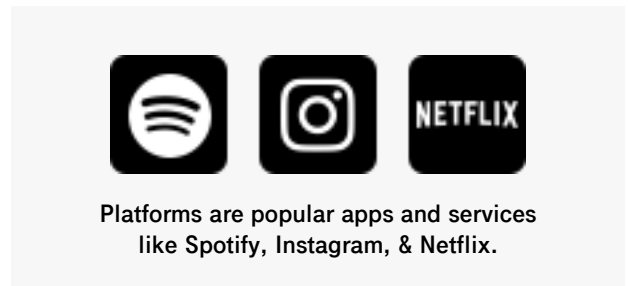 NETFLIX
Platforms are popular apps and services
like Spotify, Instagram, & Netflix.